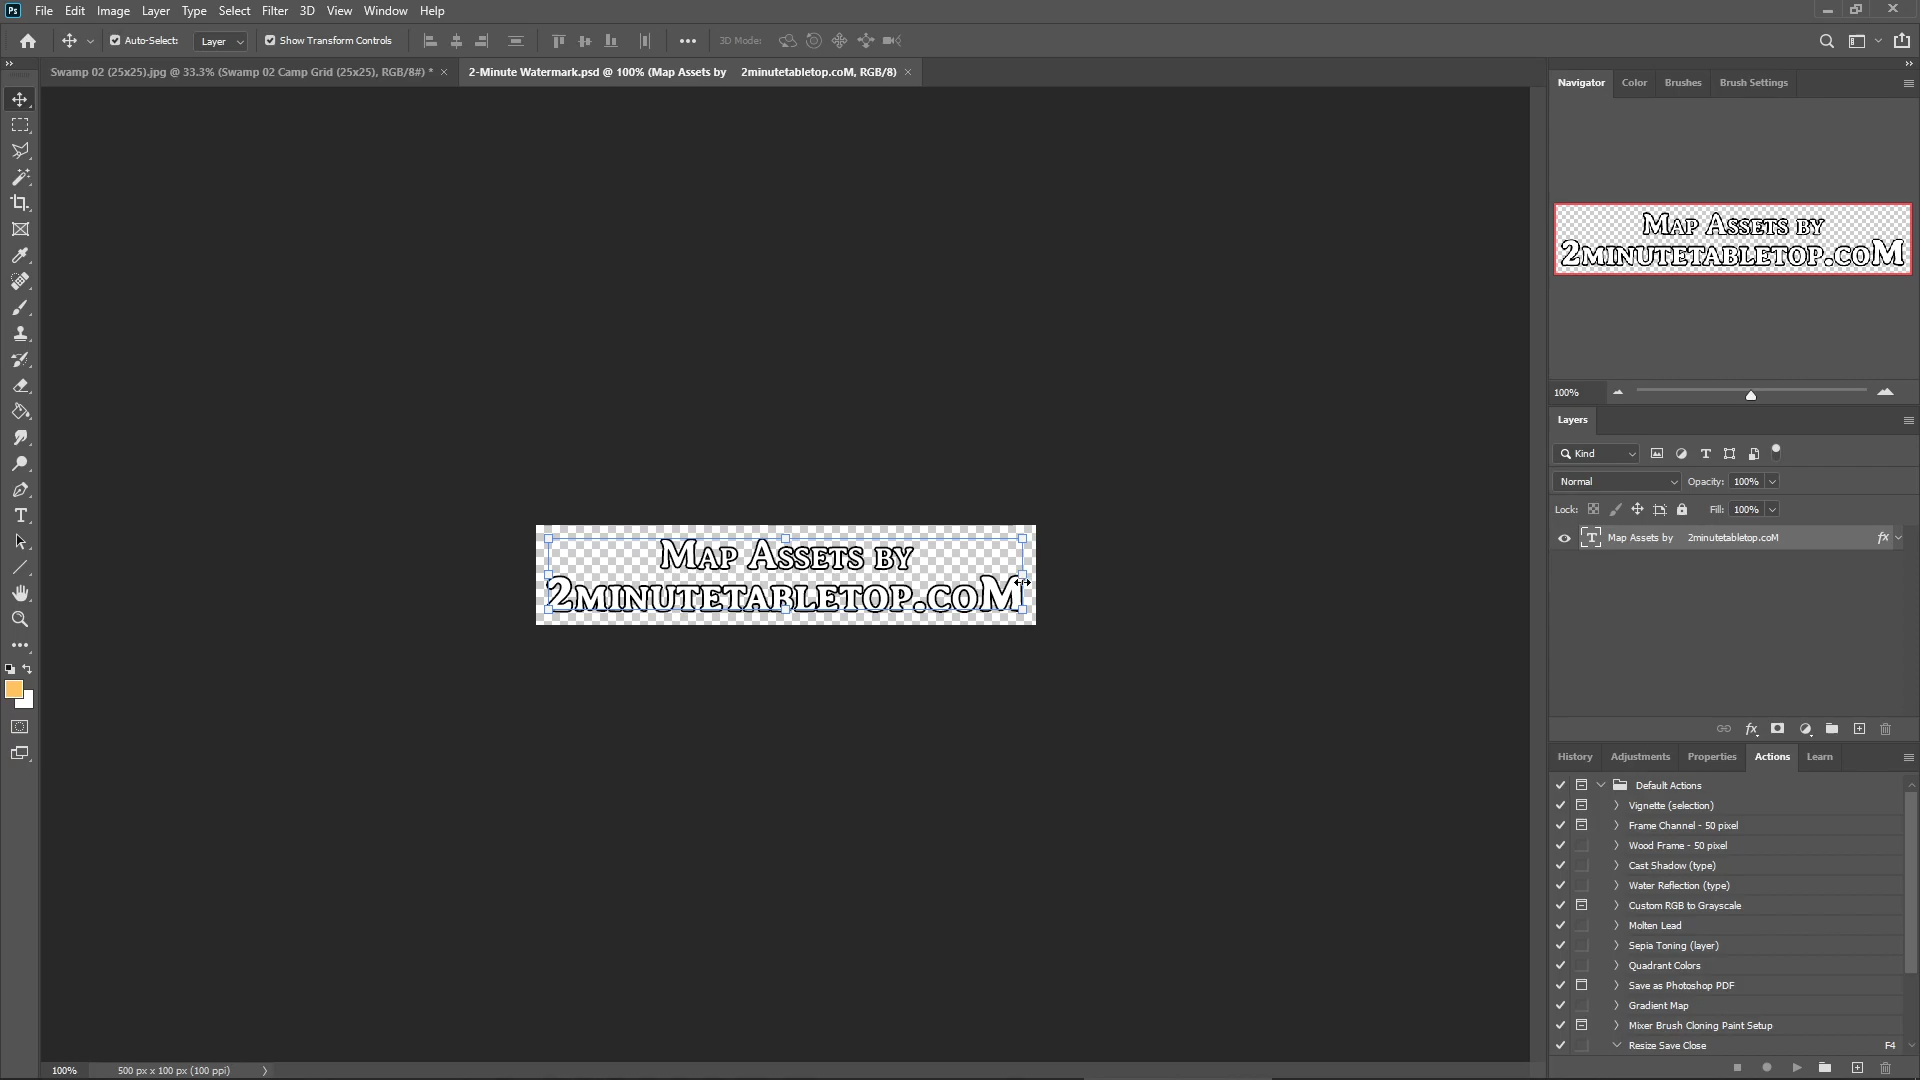 Ps File Edit Image Layer Type Select Filter 3D View Window Help
Auto-Select: Layer Show Transform Controls 3D Mode:
Swamp 02 (25x25).jpg @ 33.3% (Swamp 02 Camp Grid (25x25), RGB/8#) *
2-Minute Watermark.psd @ 100% (Map Assets by 2minutetabletop.coM, RGB/8)
Navigator Color Brushes Brush Settings
Map Assets by
2minutetabletop.coM
100%
Layers
Kind
Normal Opacity: 100%
Lock: Fill: 100%
Map Assets by 2minutetabletop.coM fx
Map Assets by
2minutetabletop.coM
fx
History Adjustments Properties Actions Learn
Default Actions
Vignette (selection)
Frame Channel - 50 pixel
Wood Frame - 50 pixel
Cast Shadow (type)
Water Reflection (type)
Custom RGB to Grayscale
Molten Lead
Sepia Toning (layer)
Quadrant Colors
Save as Photoshop PDF
Gradient Map
Mixer Brush Cloning Paint Setup
Resize Save Close F4
100% 500 px x 100 px (100 ppi)